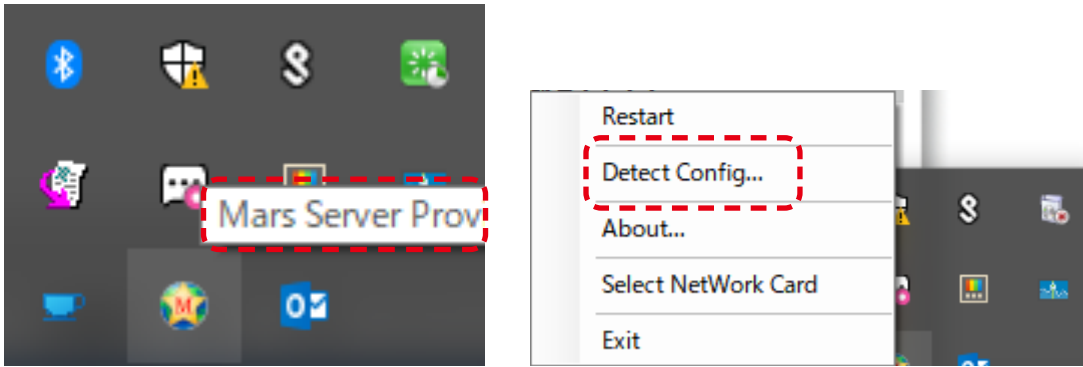 Mars Server Prov
Restart
Detect Config...
About...
Select NetWork Card
Exit